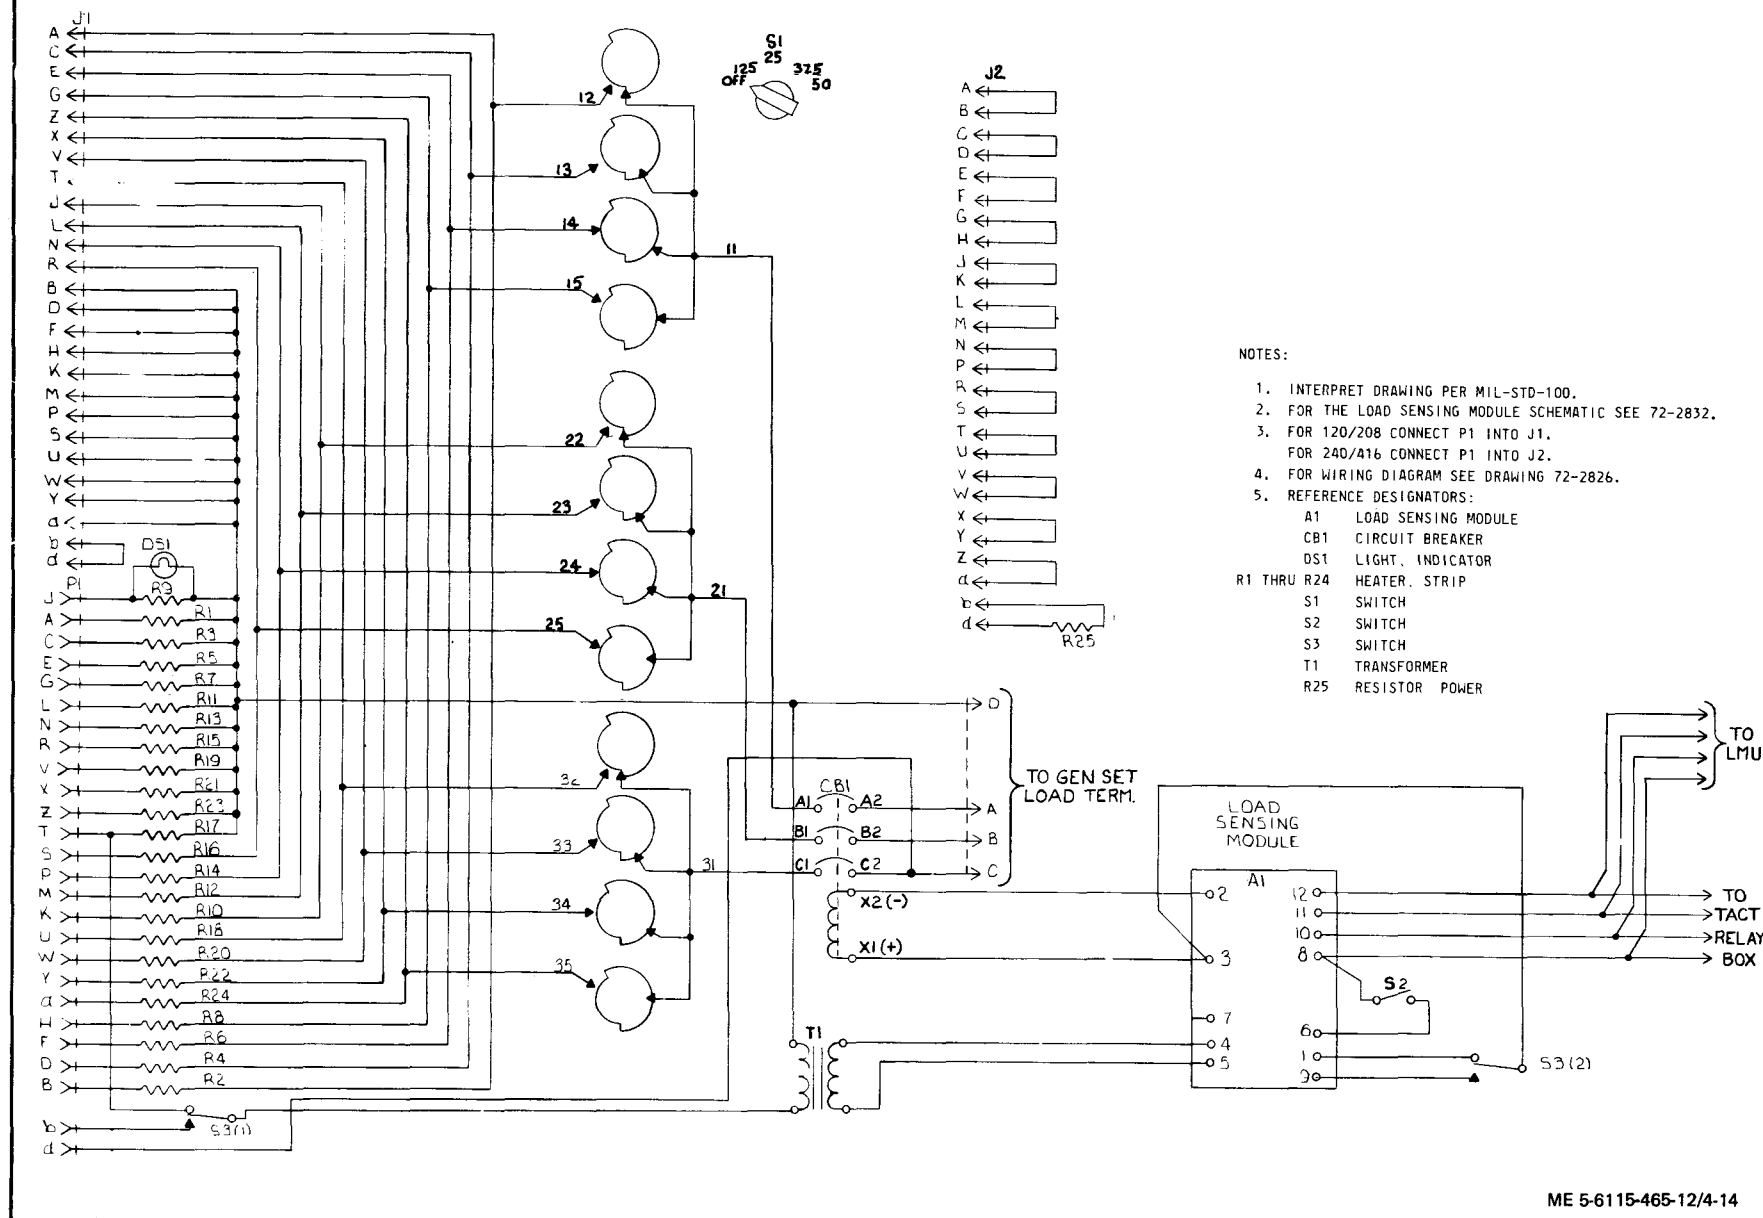 J1
A
C
E
G
Z
X
V
T
J
L
N
R
B
D
F
H
K
M
P
S
U
W
Y
a
b
d
DS1
P1
J R9
A R1
C R3
E R5
G R7
L R11
N R13
R R15
V R19
X R21
Z R23
T R17
S R16
P R14
M R12
K R10
U R18
W R20
Y R22
a R24
H R8
F R6
D R4
B R2
b S3(1)
d
12
13
14
15
11
22
23
24
25
21
33
34
35
31
S1
OFF 125 25 375 50
J2
A
B
C
D
E
F
G
H
J
K
L
M
N
P
R
S
T
U
V
W
X
Y
Z
a
b
d
R25
NOTES:
1. INTERPRET DRAWING PER MIL-STD-100.
2. FOR THE LOAD SENSING MODULE SCHEMATIC SEE 72-2832.
3. FOR 120/208 CONNECT P1 INTO J1.
FOR 240/416 CONNECT P1 INTO J2.
4. FOR WIRING DIAGRAM SEE DRAWING 72-2826.
5. REFERENCE DESIGNATORS:
A1 LOAD SENSING MODULE
CB1 CIRCUIT BREAKER
DS1 LIGHT, INDICATOR
R1 THRU R24 HEATER, STRIP
S1 SWITCH
S2 SWITCH
S3 SWITCH
T1 TRANSFORMER
R25 RESISTOR POWER
D
CB1
A1 A2 A
B1 B2 B
C1 C2 C
TO GEN SET
LOAD TERM.
X2(-)
X1(+)
T1
LOAD
SENSING
MODULE
A1
2
3
7
4
5
12
11
10
8
6
1
9
S2
S3(2)
TO
LMU
TO
TACT
RELAY
BOX
ME 5-6115-465-12/4-14